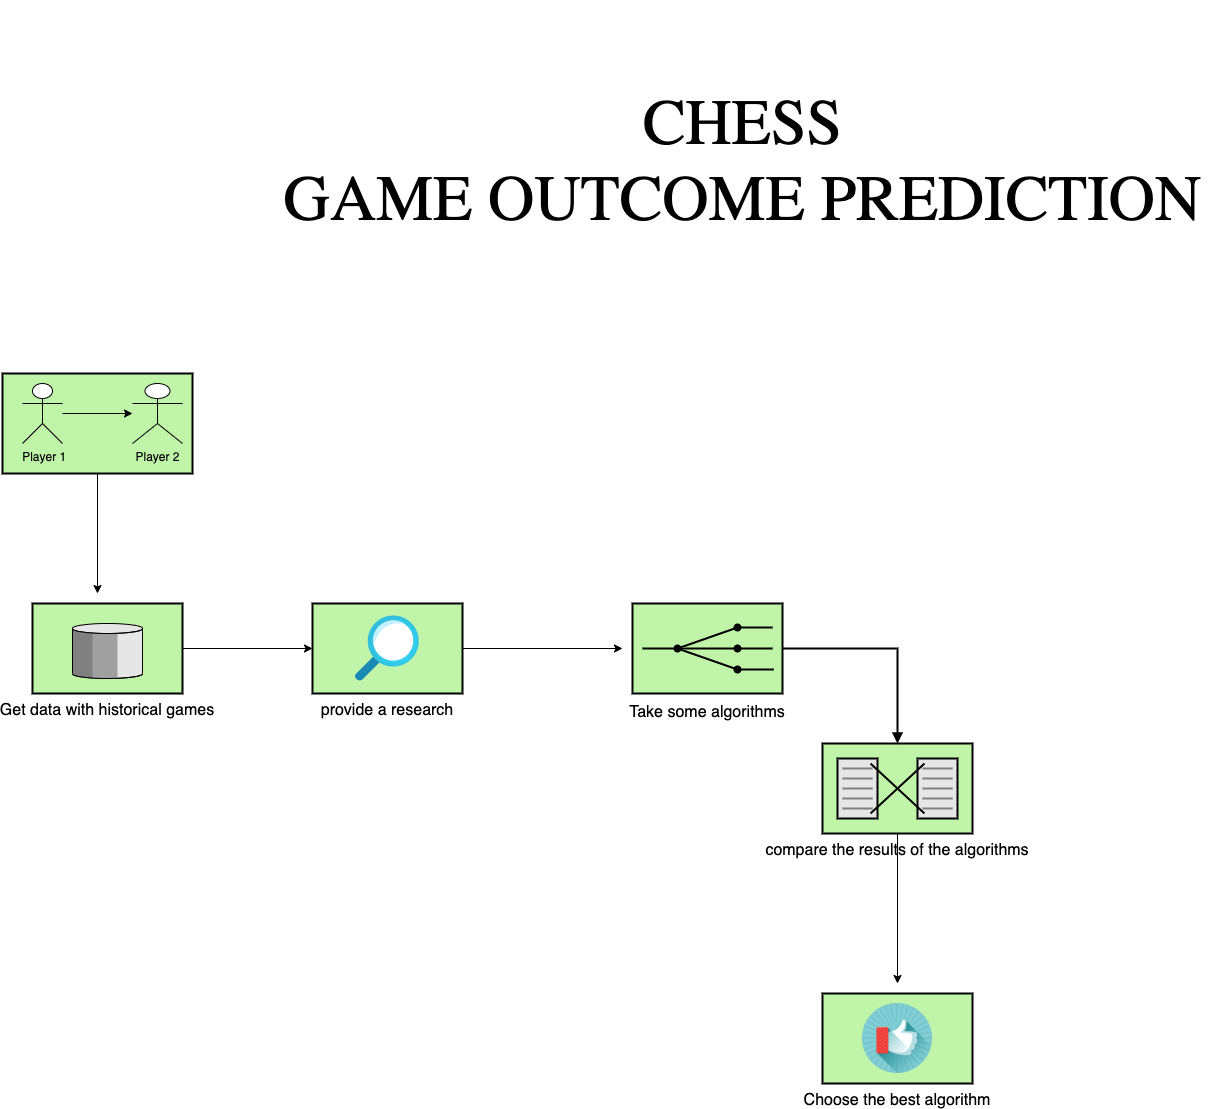 CHESS
GAME OUTCOME PREDICTION
Player 1
Player 2
Get data with historical games
provide a research
Take some algorithms
compare the results of the algorithms
Choose the best algorithm